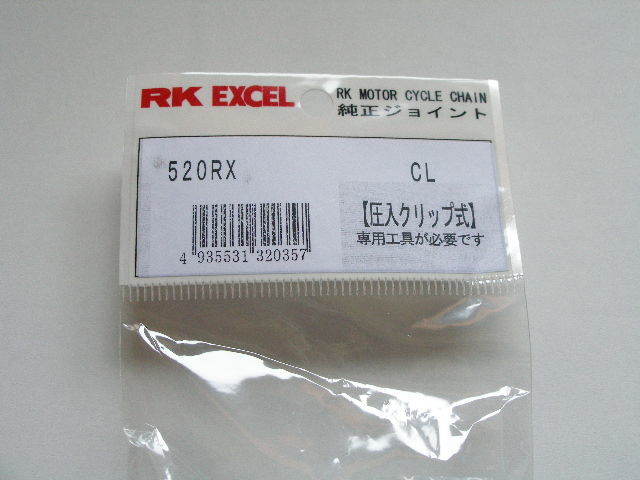 RK EXCEL
RK MOTOR CYCLE CHAIN
純正ジョイント
520RX
CL
【圧入クリップ式】
専用工具が必要です
4 935531 320357